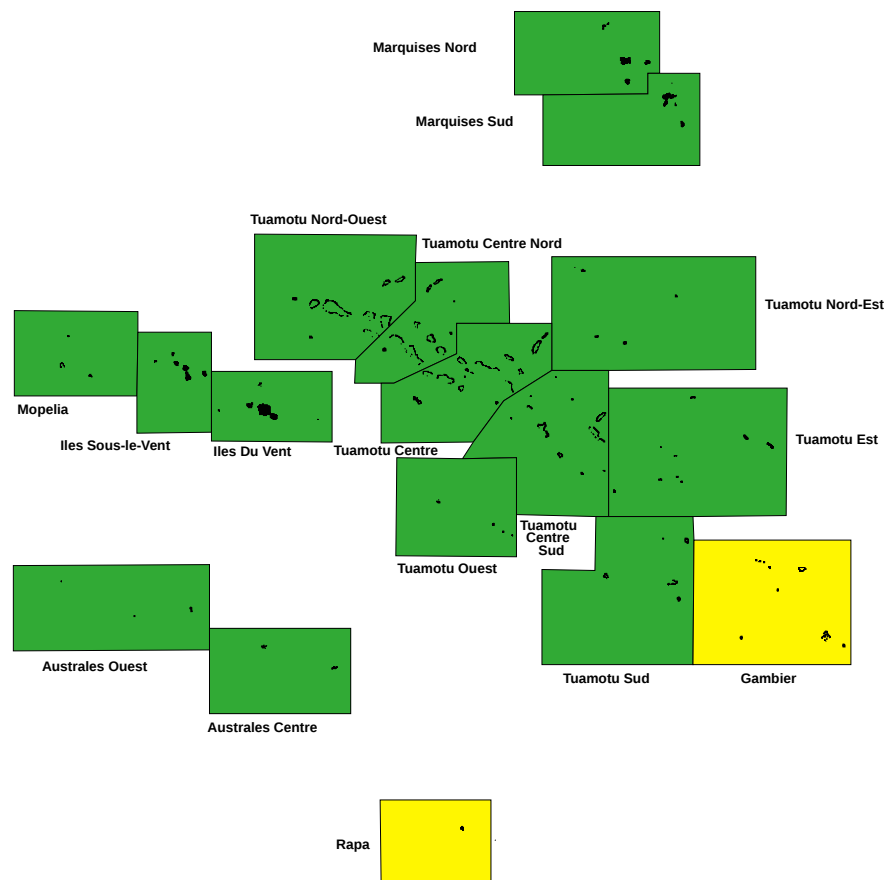 Marquises Nord
Marquises Sud
Tuamotu Nord-Ouest
Tuamotu Centre Nord
Tuamotu Nord-Est
Mopelia
Iles Sous-le-Vent
Iles Du Vent
Tuamotu Centre
Tuamotu Est
Tuamotu
Centre
Sud
Tuamotu Ouest
Australes Ouest
Tuamotu Sud
Gambier
Australes Centre
Rapa